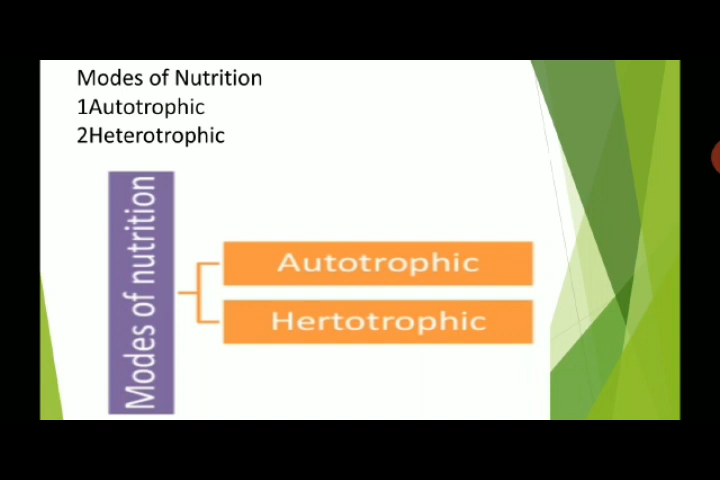 Modes of Nutrition
1Autotrophic
2Heterotrophic
Modes of nutrition
Autotrophic
Hertotrophic